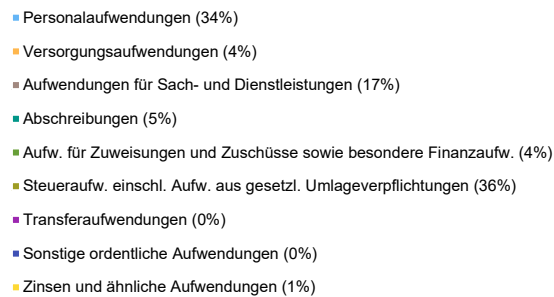 Personalaufwendungen (34%)
Versorgungsaufwendungen (4%)
Aufwendungen für Sach- und Dienstleistungen (17%)
Abschreibungen (5%)
Aufw. für Zuweisungen und Zuschüsse sowie besondere Finanzaufw. (4%)
Steueraufw. einschl. Aufw. aus gesetzl. Umlageverpflichtungen (36%)
Transferaufwendungen (0%)
Sonstige ordentliche Aufwendungen (0%)
Zinsen und ähnliche Aufwendungen (1%)